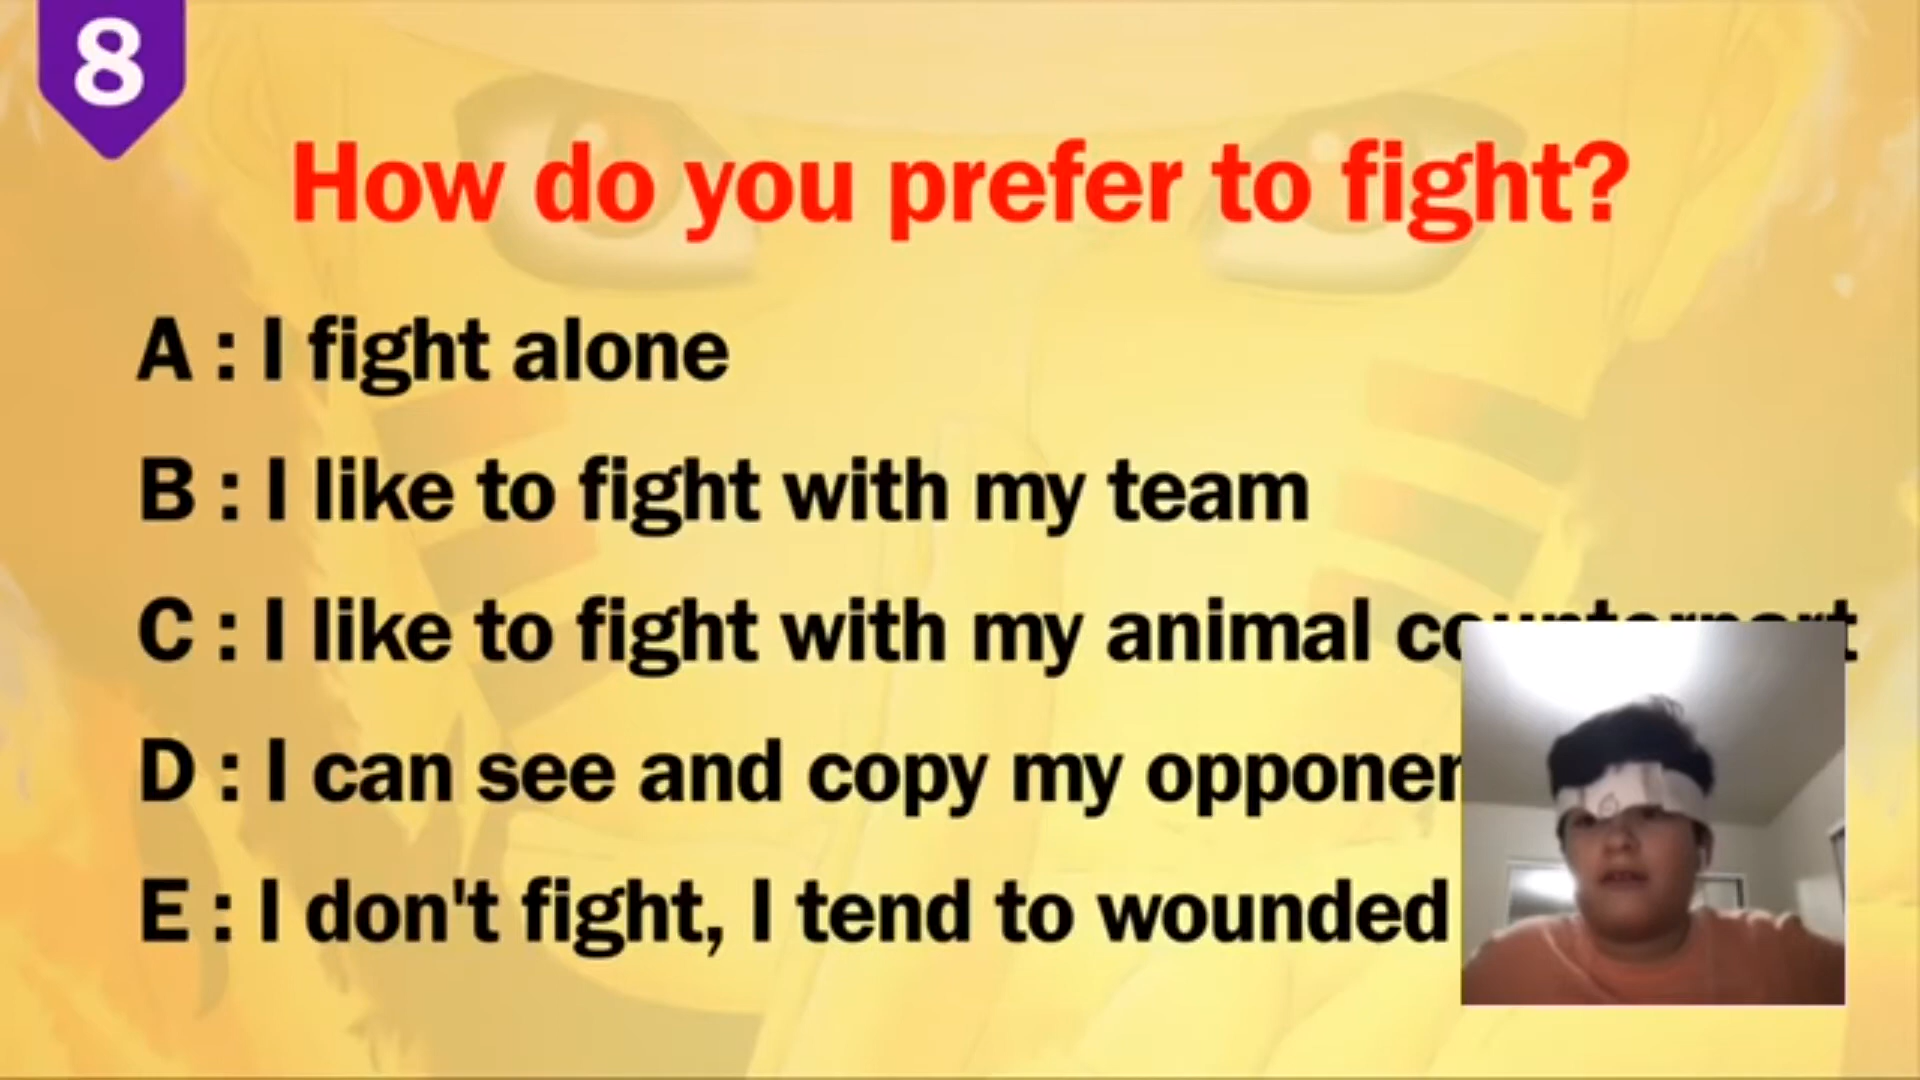 8
How do you prefer to fight?
A : I fight alone
B : I like to fight with my team
C : I like to fight with my animal counterpart
D : I can see and copy my
E : I don't fight, I tend to wounded